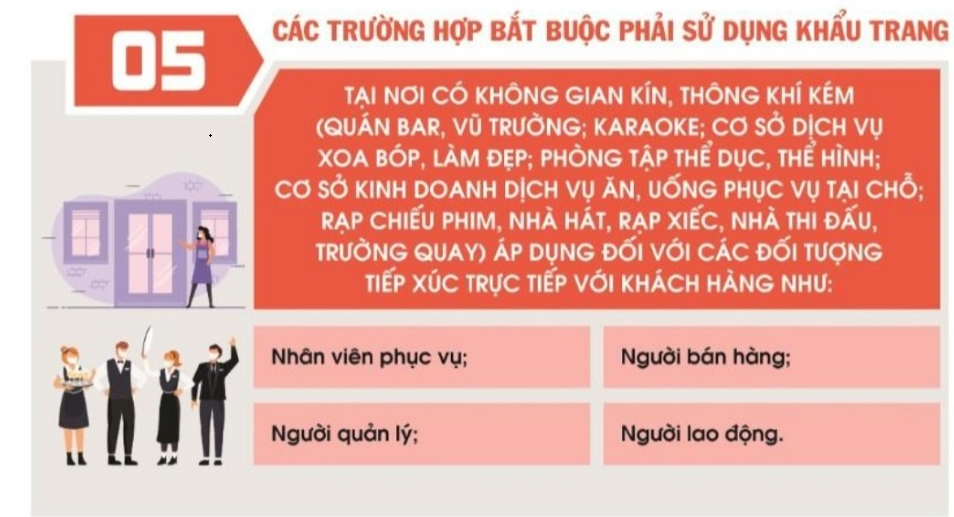 05
CÁC TRƯỜNG HỢP BẮT BUỘC PHẢI SỬ DỤNG KHẨU TRANG
TẠI NƠI CÓ KHÔNG GIAN KÍN, THÔNG KHÍ KÉM
(QUÁN BAR, VŨ TRƯỜNG; KARAOKE; CƠ SỞ DỊCH VỤ
XOA BÓP, LÀM ĐẸP; PHÒNG TẬP THỂ DỤC, THỂ HÌNH;
CƠ SỞ KINH DOANH DỊCH VỤ ĂN, UỐNG PHỤC VỤ TẠI CHỖ;
RẠP CHIẾU PHIM, NHÀ HÁT, RẠP XIẾC, NHÀ THI ĐẤU,
TRƯỜNG QUAY) ÁP DỤNG ĐỐI VỚI CÁC ĐỐI TƯỢNG
TIẾP XÚC TRỰC TIẾP VỚI KHÁCH HÀNG NHƯ:
Nhân viên phục vụ;
Người bán hàng;
Người quản lý;
Người lao động.